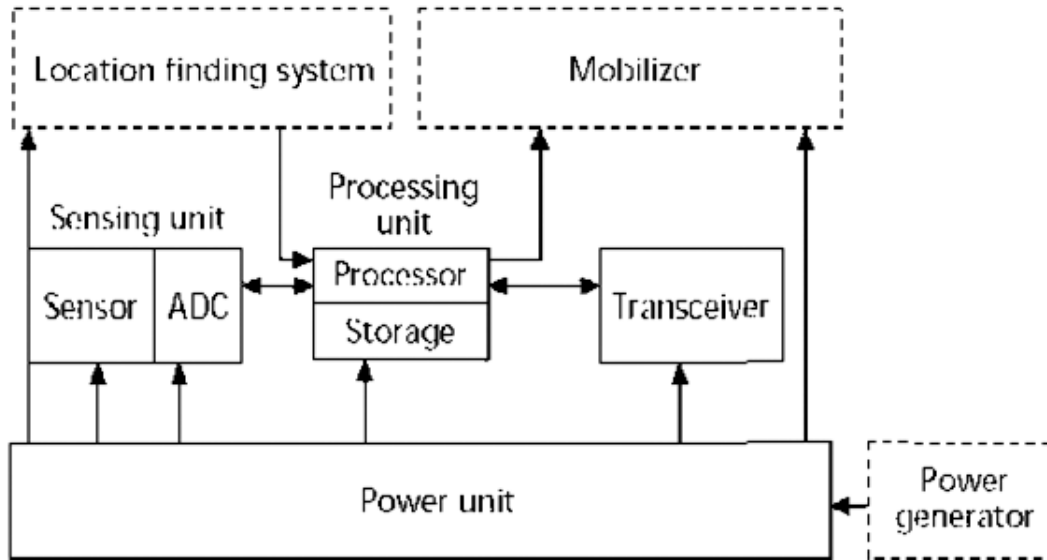 Location finding system
Mobilizer
Sensing unit
Processing
unit
Sensor
ADC
Processor
Storage
Transceiver
Power unit
Power
generator